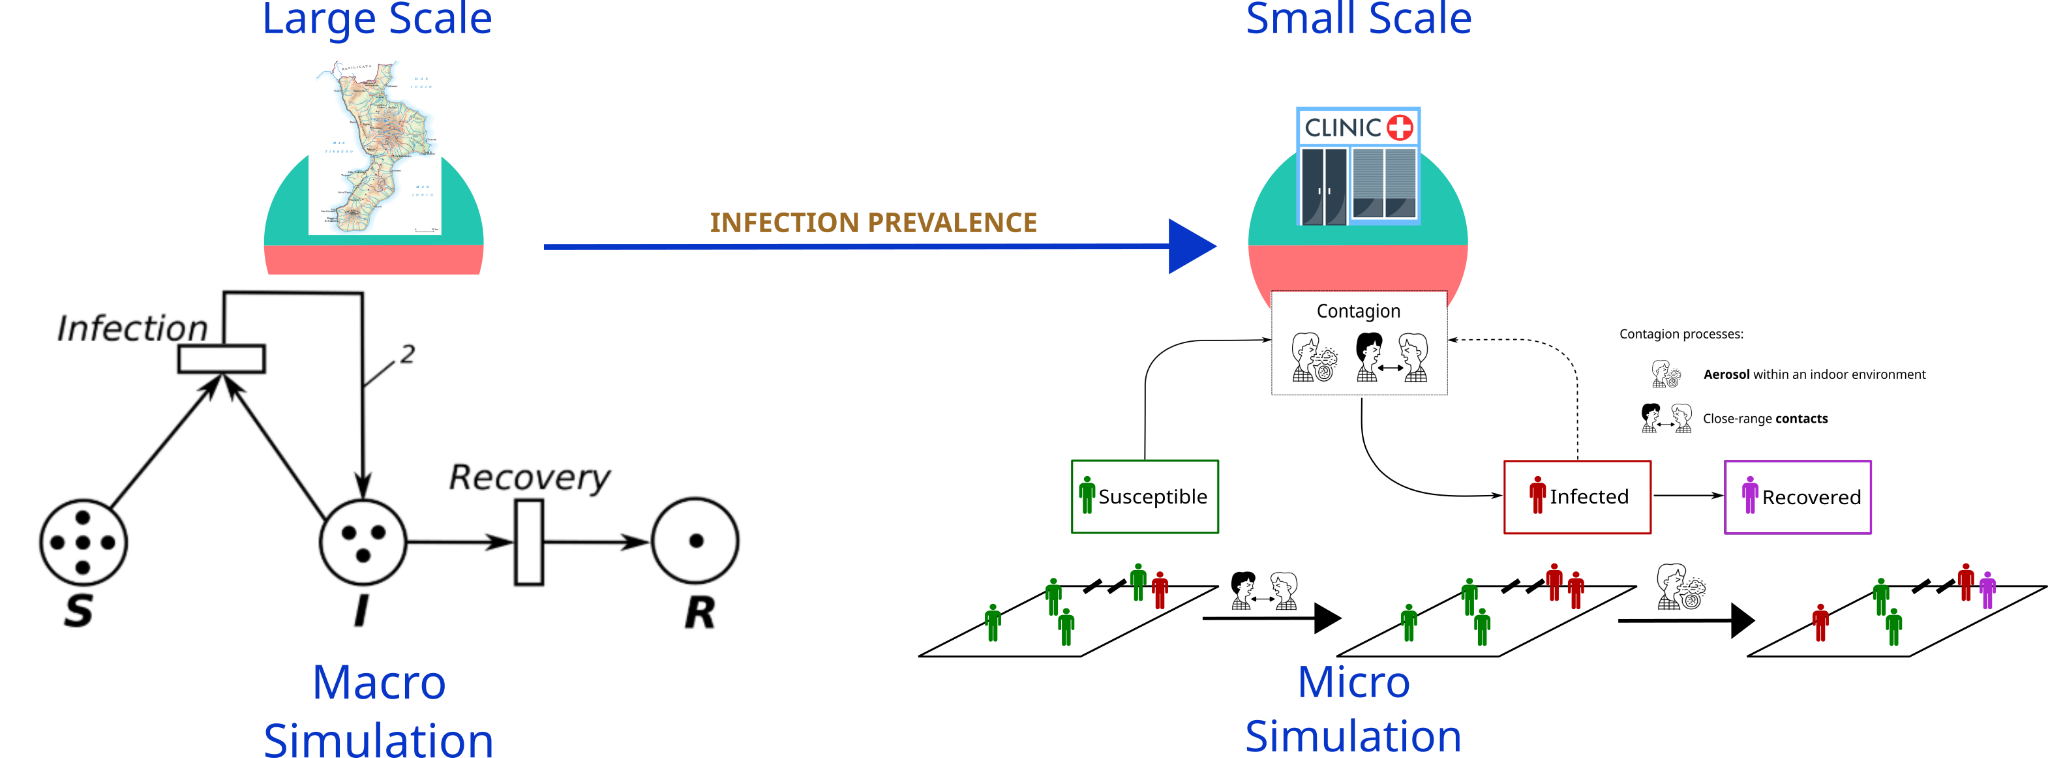 Large Scale
Small Scale
BASILICATA
CLINIC
INFECTION PREVALENCE
Infection
2
Recovery
S
I
R
Contagion
Contagion processes:
Aerosol within an indoor environment
Close-range contacts
Susceptible
Infected
Recovered
Macro
Simulation
Micro
Simulation